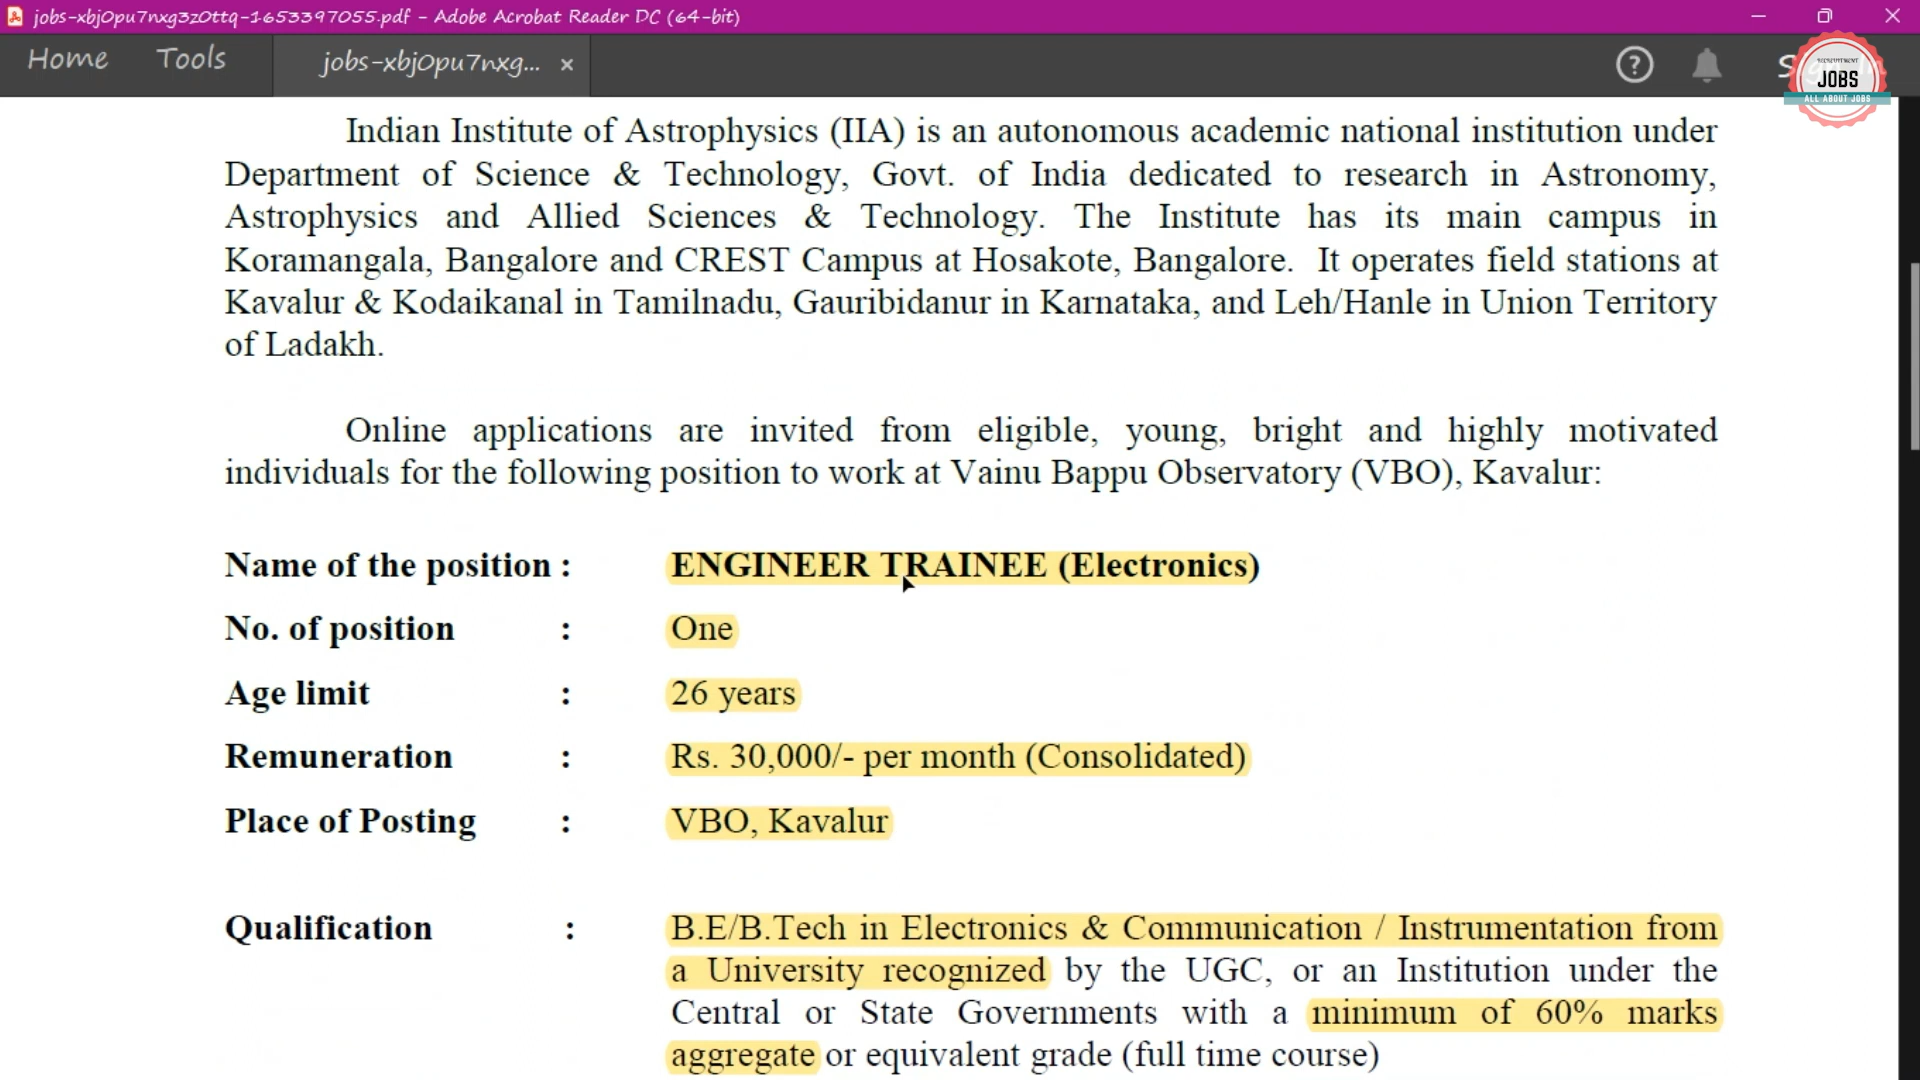 jobs-xbj0pu7nxg3z0ttq-1653397055.pdf - Adobe Acrobat Reader DC (64-bit)
Home Tools jobs-xbj0pu7nxg... ×
RECRUITMENT
JOBS
ALL ABOUT JOBS
Indian Institute of Astrophysics (IIA) is an autonomous academic national institution under
Department of Science & Technology, Govt. of India dedicated to research in Astronomy,
Astrophysics and Allied Sciences & Technology. The Institute has its main campus in
Koramangala, Bangalore and CREST Campus at Hosakote, Bangalore. It operates field stations at
Kavalur & Kodaikanal in Tamilnadu, Gauribidanur in Karnataka, and Leh/Hanle in Union Territory
of Ladakh.
Online applications are invited from eligible, young, bright and highly motivated
individuals for the following position to work at Vainu Bappu Observatory (VBO), Kavalur:
Name of the position : ENGINEER TRAINEE (Electronics)
No. of position : One
Age limit : 26 years
Remuneration : Rs. 30,000/- per month (Consolidated)
Place of Posting : VBO, Kavalur
Qualification : B.E/B.Tech in Electronics & Communication / Instrumentation from
a University recognized by the UGC, or an Institution under the
Central or State Governments with a minimum of 60% marks
aggregate or equivalent grade (full time course)